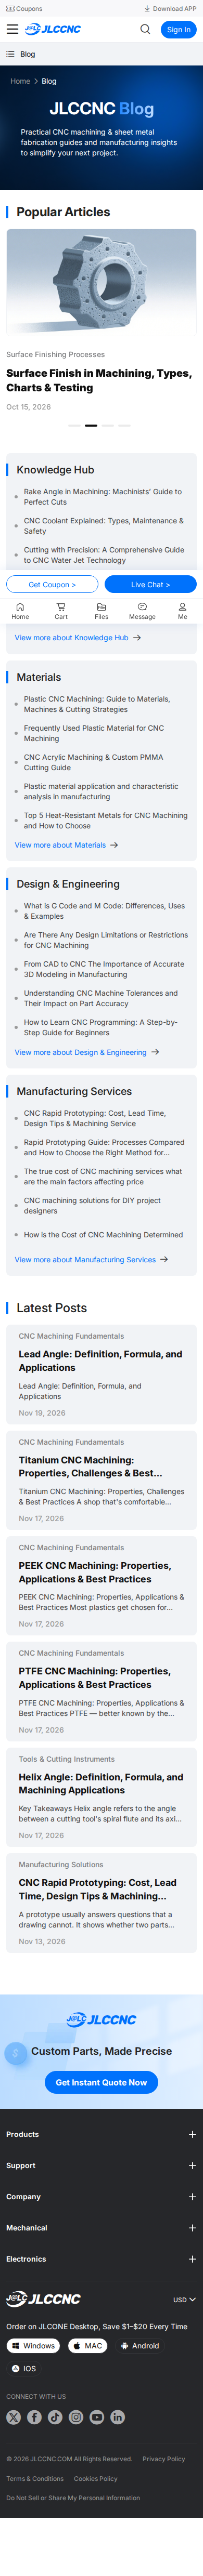 Coupons
Download APP
JLCCNC
Sign In
Blog
Home > Blog
JLCCNC Blog
Practical CNC machining & sheet metal
fabrication guides and manufacturing insights
to simplify your next project.
Popular Articles
Surface Finishing Processes
Surface Finish in Machining, Types,
Charts & Testing
Oct 15, 2026
Knowledge Hub
Rake Angle in Machining: Machinists' Guide to
Perfect Cuts
CNC Coolant Explained: Types, Maintenance &
Safety
Cutting with Precision: A Comprehensive Guide
to CNC Water Jet Technology
Get Coupon >
Live Chat >
Home
Cart
Files
Message
Me
View more about Knowledge Hub
Materials
Plastic CNC Machining: Guide to Materials,
Machines & Cutting Strategies
Frequently Used Plastic Material for CNC
Machining
CNC Acrylic Machining & Custom PMMA
Cutting Guide
Plastic material application and characteristic
analysis in manufacturing
Top 5 Heat-Resistant Metals for CNC Machining
and How to Choose
View more about Materials
Design & Engineering
What is G Code and M Code: Differences, Uses
& Examples
Are There Any Design Limitations or Restrictions
for CNC Machining
From CAD to CNC The Importance of Accurate
3D Modeling in Manufacturing
Understanding CNC Machine Tolerances and
Their Impact on Part Accuracy
How to Learn CNC Programming: A Step-by-
Step Guide for Beginners
View more about Design & Engineering
Manufacturing Services
CNC Rapid Prototyping: Cost, Lead Time,
Design Tips & Machining Service
Rapid Prototyping Guide: Processes Compared
and How to Choose the Right Method for...
The true cost of CNC machining services what
are the main factors affecting price
CNC machining solutions for DIY project
designers
How is the Cost of CNC Machining Determined
View more about Manufacturing Services
Latest Posts
CNC Machining Fundamentals
Lead Angle: Definition, Formula, and
Applications
Lead Angle: Definition, Formula, and
Applications
Nov 19, 2026
CNC Machining Fundamentals
Titanium CNC Machining:
Properties, Challenges & Best...
Titanium CNC Machining: Properties, Challenges
& Best Practices A shop that's comfortable...
Nov 17, 2026
CNC Machining Fundamentals
PEEK CNC Machining: Properties,
Applications & Best Practices
PEEK CNC Machining: Properties, Applications &
Best Practices Most plastics get chosen for...
Nov 17, 2026
CNC Machining Fundamentals
PTFE CNC Machining: Properties,
Applications & Best Practices
PTFE CNC Machining: Properties, Applications &
Best Practices PTFE — better known by the...
Nov 17, 2026
Tools & Cutting Instruments
Helix Angle: Definition, Formula, and
Machining Applications
Key Takeaways Helix angle refers to the angle
between a cutting tool's spiral flute and its axi...
Nov 17, 2026
Manufacturing Solutions
CNC Rapid Prototyping: Cost, Lead
Time, Design Tips & Machining...
A prototype usually answers questions that a
drawing cannot. It shows whether two parts...
Nov 13, 2026
JLCCNC
Custom Parts, Made Precise
Get Instant Quote Now
Products
Support
Company
Mechanical
Electronics
JLCCNC
USD
Order on JLCONE Desktop, Save $1–$20 Every Time
Windows
MAC
Android
iOS
CONNECT WITH US
© 2026 JLCCNC.COM All Rights Reserved.
Privacy Policy
Terms & Conditions
Cookies Policy
Do Not Sell or Share My Personal Information